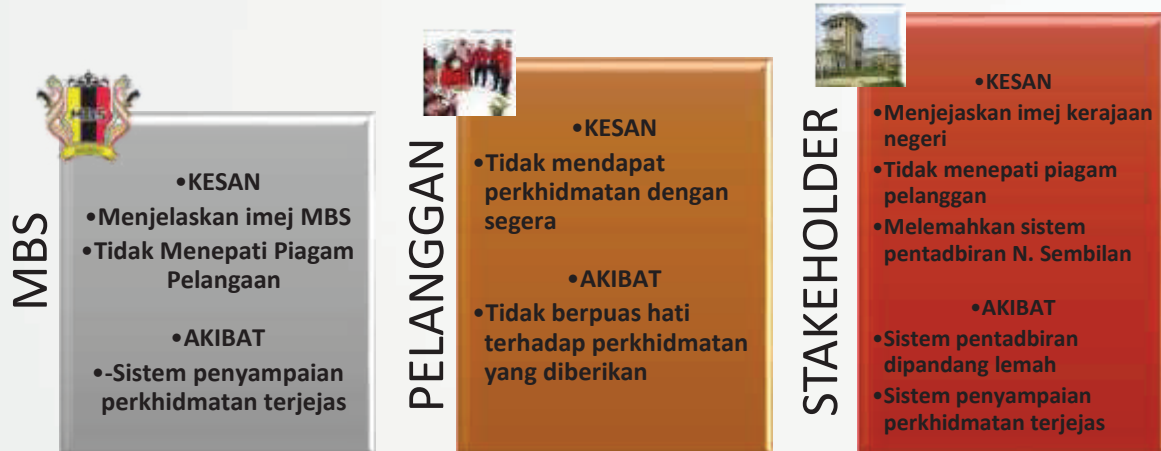 MBS
•KESAN
•Menjelaskan imej MBS
•Tidak Menepati Piagam
Pelangaan
•AKIBAT
•-Sistem penyampaian
perkhidmatan terjejas
PELANGGAN
•KESAN
•Tidak mendapat
perkhidmatan dengan
segera
•AKIBAT
•Tidak berpuas hati
terhadap perkhidmatan
yang diberikan
STAKEHOLDER
•KESAN
•Menjejaskan imej kerajaan
negeri
•Tidak menepati piagam
pelanggan
•Melemahkan sistem
pentadbiran N. Sembilan
•AKIBAT
•Sistem pentadbiran
dipandang lemah
•Sistem penyampaian
perkhidmatan terjejas